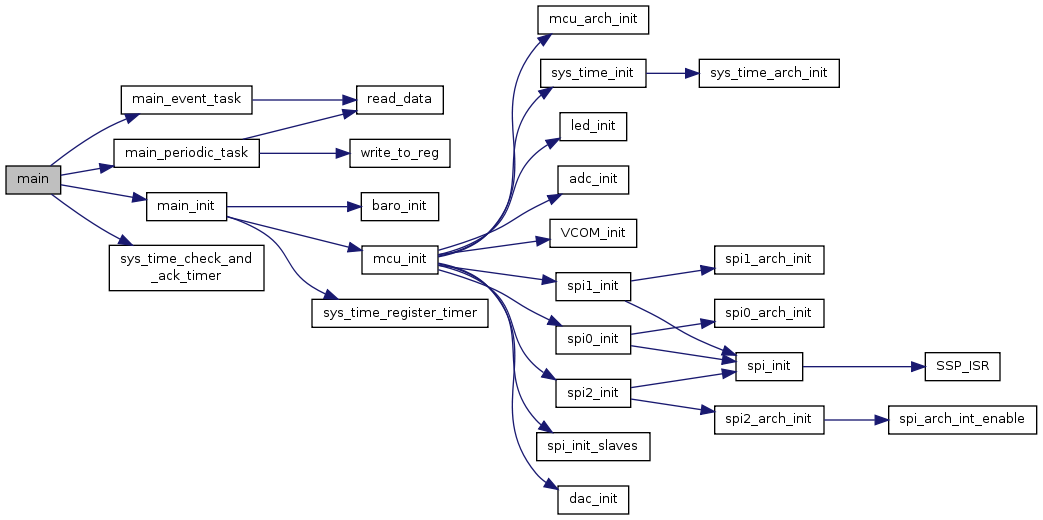 main
main_event_task
main_periodic_task
main_init
sys_time_check_and
_ack_timer
read_data
write_to_reg
baro_init
mcu_init
sys_time_register_timer
mcu_arch_init
sys_time_init
led_init
adc_init
VCOM_init
spi1_init
spi0_init
spi2_init
spi_init_slaves
dac_init
sys_time_arch_init
spi1_arch_init
spi0_arch_init
spi_init
spi2_arch_init
SSP_ISR
spi_arch_int_enable